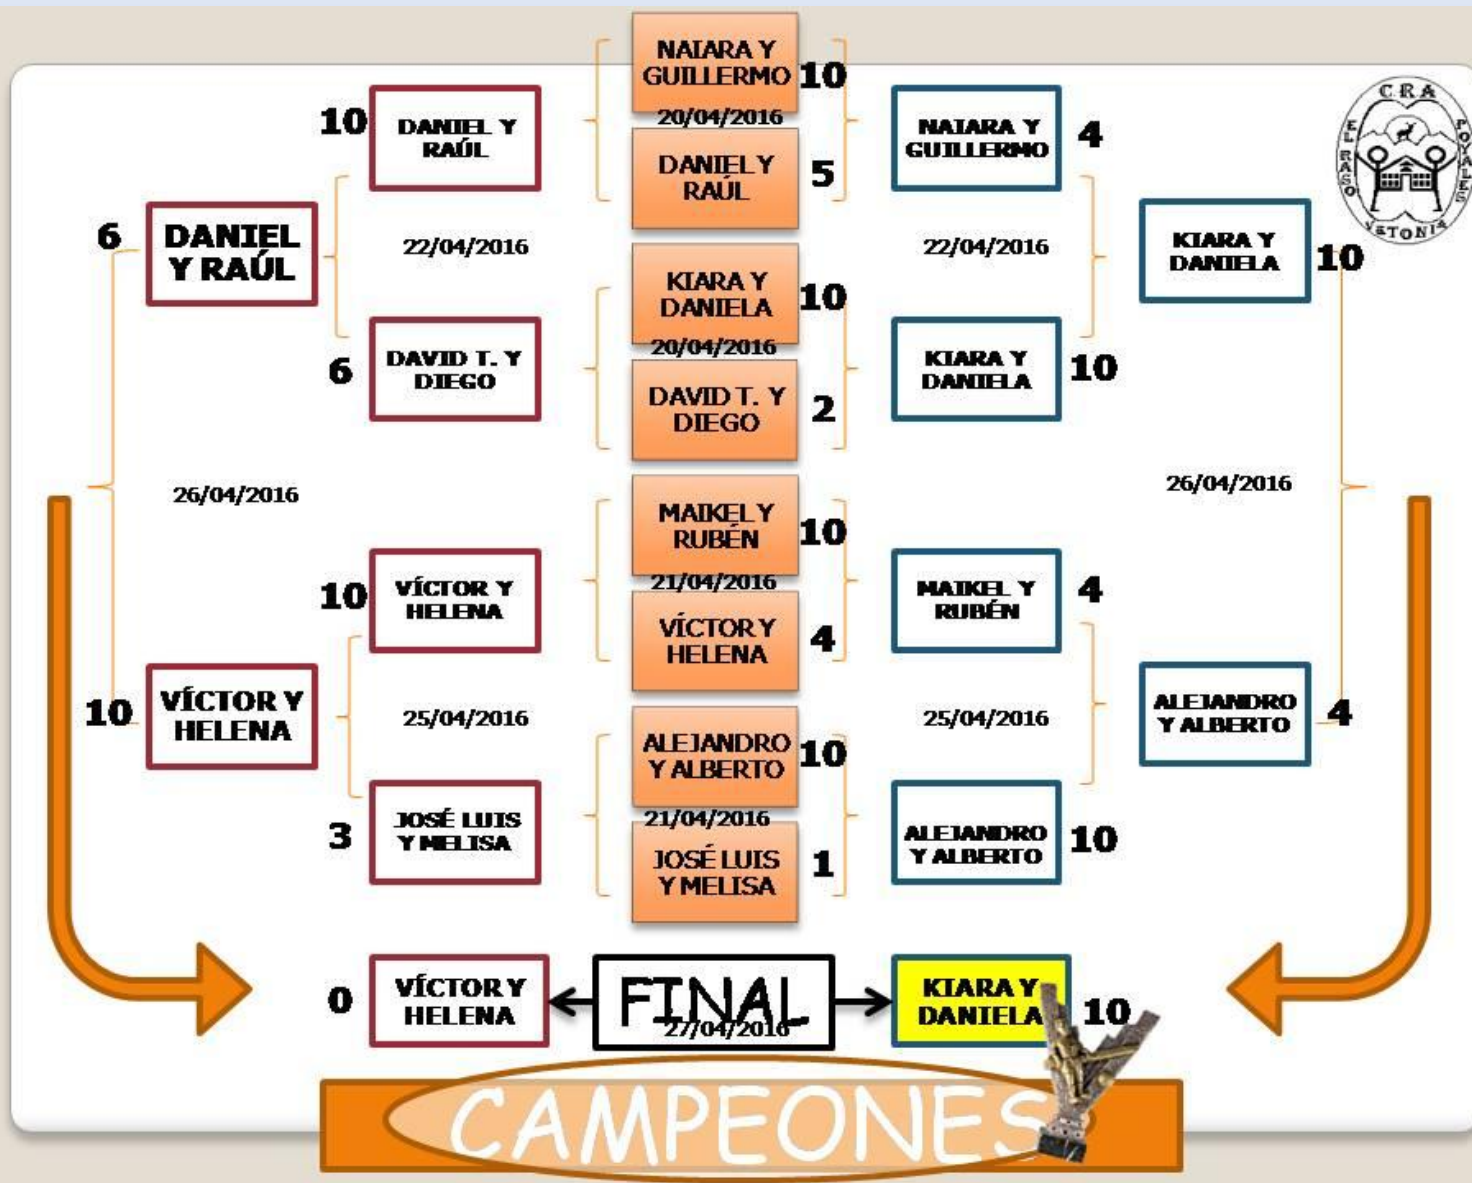 NAIARA Y
GUILLERMO
10
20/04/2016
DANIEL Y
RAÚL
5
10
DANIEL Y
RAÚL
NAIARA Y
GUILLERMO
4
C.R.A
EL RASO
POYALES
VETONIA
6
DANIEL
Y RAÚL
22/04/2016
KIARA Y
DANIELA
10
20/04/2016
DAVID T. Y
DIEGO
2
22/04/2016
KIARA Y
DANIELA
10
6
DAVID T. Y
DIEGO
KIARA Y
DANIELA
10
26/04/2016
MAIKEL Y
RUBÉN
10
21/04/2016
VÍCTOR Y
HELENA
4
26/04/2016
10
VÍCTOR Y
HELENA
MAIKEL Y
RUBÉN
4
10
VÍCTOR Y
HELENA
25/04/2016
ALEJANDRO
Y ALBERTO
10
21/04/2016
JOSÉ LUIS
Y MELISA
1
25/04/2016
ALEJANDRO
Y ALBERTO
4
3
JOSÉ LUIS
Y MELISA
ALEJANDRO
Y ALBERTO
10
0
VÍCTOR Y
HELENA
FINAL
27/04/2016
KIARA Y
DANIELA
10
CAMPEONES